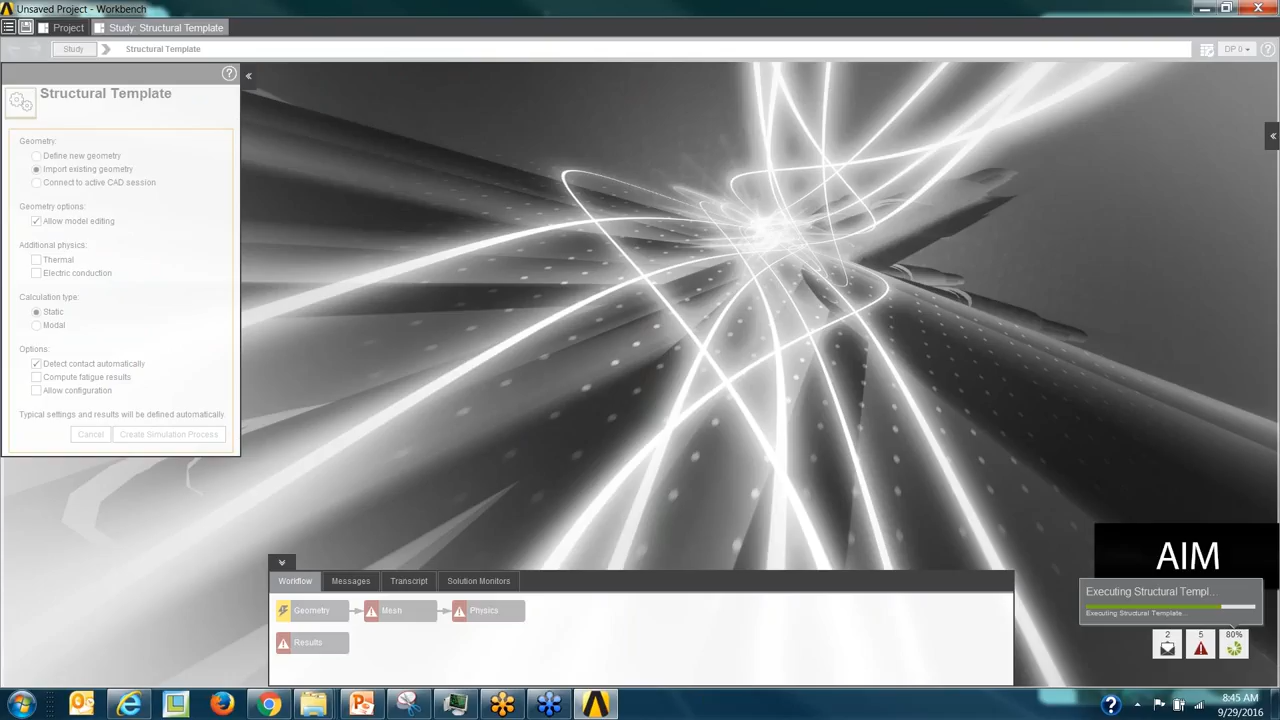 Unsaved Project - Workbench
Project
Study: Structural Template
Study
Structural Template
DP 0
Structural Template
Geometry:
Define new geometry
Import existing geometry
Connect to active CAD session
Geometry options:
Allow model editing
Additional physics:
Thermal
Electric conduction
Calculation type:
Static
Modal
Options:
Detect contact automatically
Compute fatigue results
Allow configuration
Typical settings and results will be defined automatically.
Cancel
Create Simulation Process
AIM
Executing Structural Templ...
Executing Structural Template...
2
5
80%
Workflow
Messages
Transcript
Solution Monitors
Geometry
Mesh
Physics
Results
8:45 AM
9/29/2016